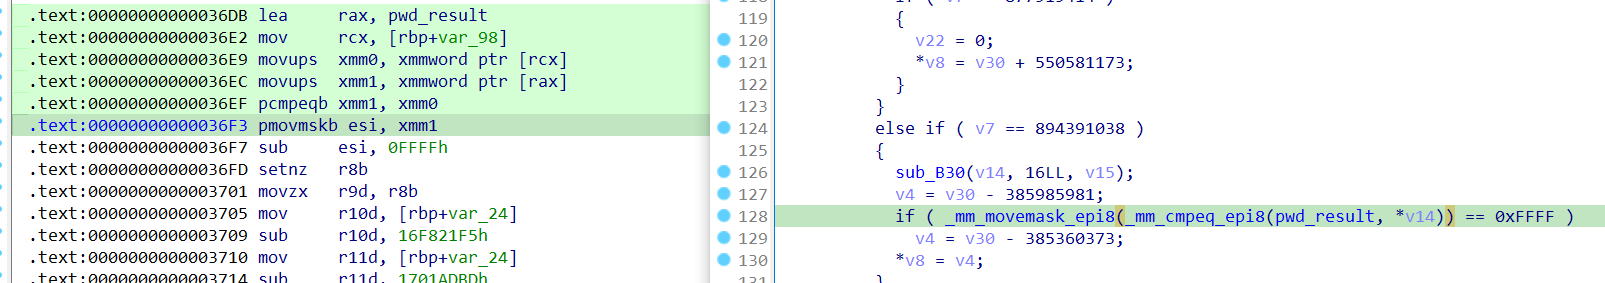 .text:00000000000036DB lea     rax, pwd_result
.text:00000000000036E2 mov     rcx, [rbp+var_98]
.text:00000000000036E9 movups  xmm0, xmmword ptr [rcx]
.text:00000000000036EC movups  xmm1, xmmword ptr [rax]
.text:00000000000036EF pcmpeqb xmm1, xmm0
.text:00000000000036F3 pmovmskb esi, xmm1
.text:00000000000036F7 sub     esi, 0FFFFh
.text:00000000000036FD setnz   r8b
.text:0000000000003701 movzx   r9d, r8b
.text:0000000000003705 mov     r10d, [rbp+var_24]
.text:0000000000003709 sub     r10d, 16F821F5h
.text:0000000000003710 mov     r11d, [rbp+var_24]
.text:0000000000003714 sub     r11d, 1701ADBDh
119 {
120 v22 = 0;
121 *v8 = v30 + 550581173;
122 }
123 }
124 else if ( v7 == 894391038 )
125 {
126 sub_B30(v14, 16LL, v15);
127 v4 = v30 - 385985981;
128 if ( _mm_movemask_epi8(_mm_cmpeq_epi8(pwd_result, *v14)) == 0xFFFF )
129 v4 = v30 - 385360373;
130 *v8 = v4;
131 }